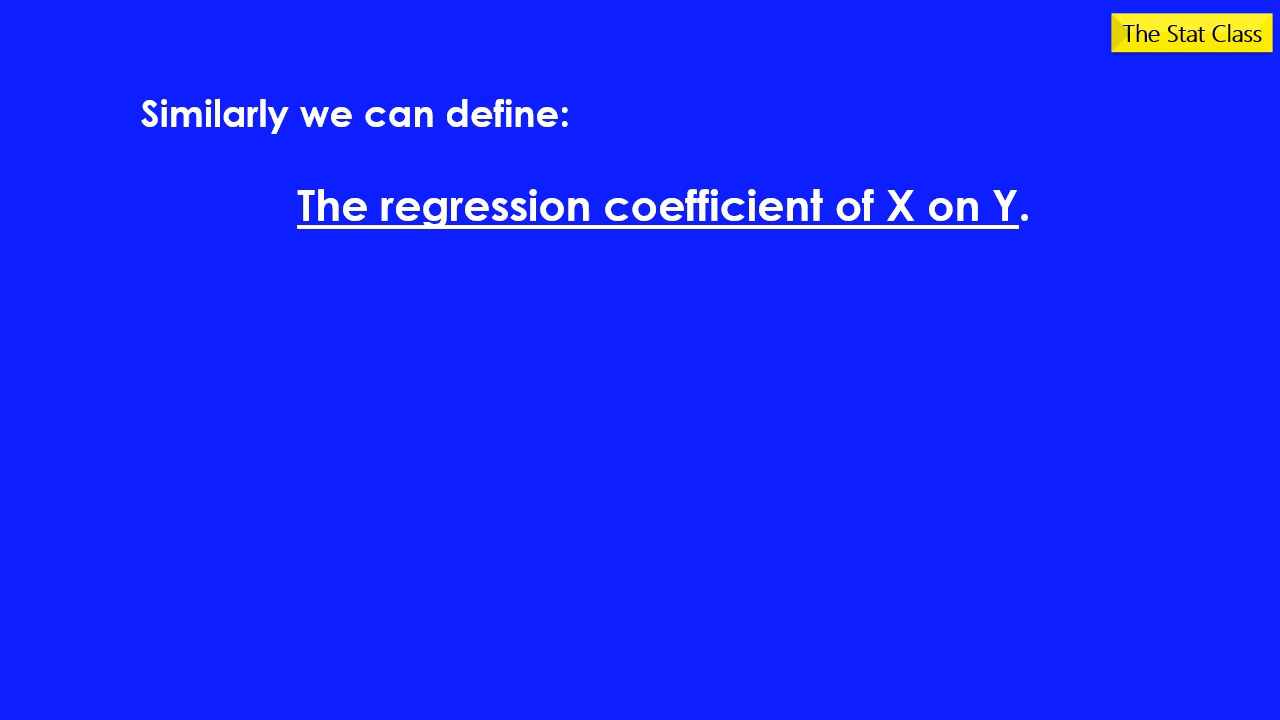 The Stat Class
Similarly we can define:
The regression coefficient of X on Y.